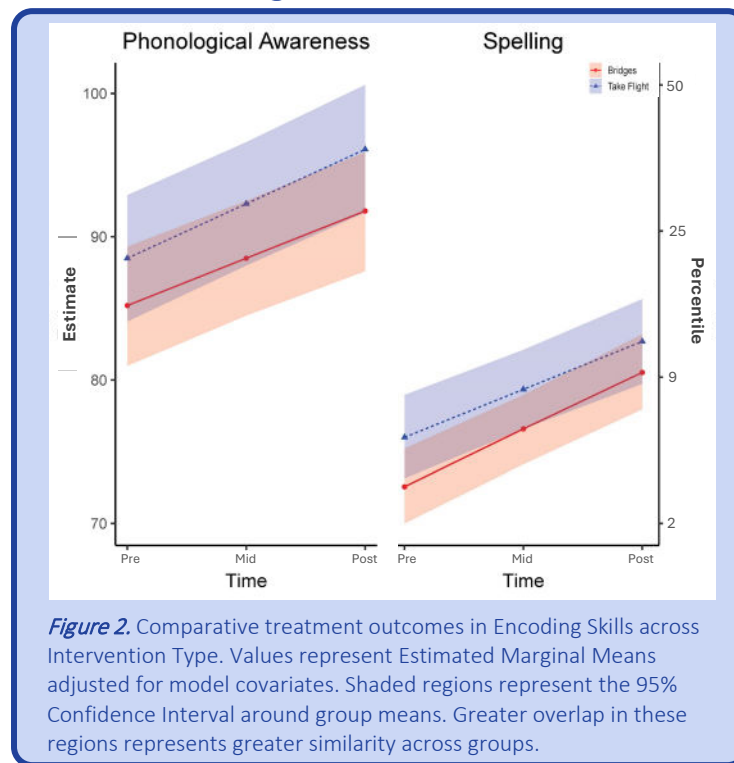 Phonological Awareness
Spelling
Bridges
Take Flight
100
90
80
70
Estimate
50
25
9
2
Percentile
Pre
Mid
Post
Time
Pre
Mid
Post
Time
Figure 2. Comparative treatment outcomes in Encoding Skills across
Intervention Type. Values represent Estimated Marginal Means
adjusted for model covariates. Shaded regions represent the 95%
Confidence Interval around group means. Greater overlap in these
regions represents greater similarity across groups.